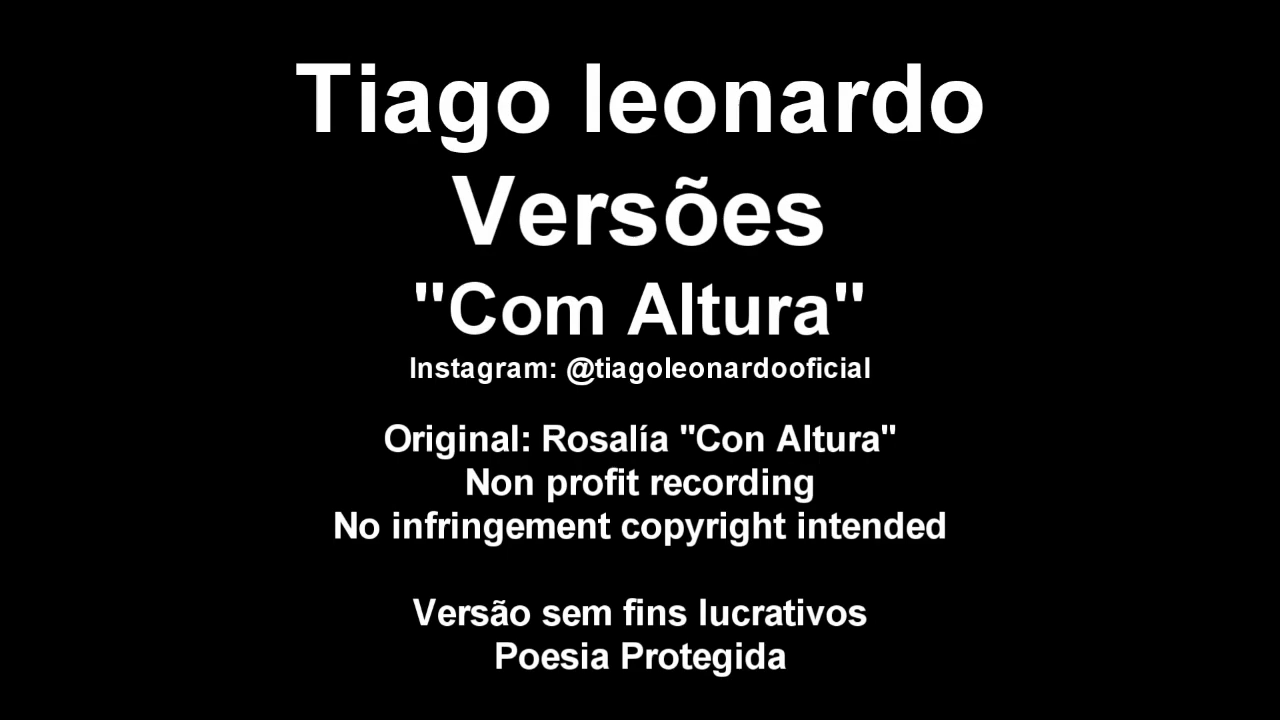 Tiago leonardo
Versões
"Com Altura"
Instagram: @tiagoleonardooficial
Original: Rosalía "Con Altura"
Non profit recording
No infringement copyright intended
Versão sem fins lucrativos
Poesia Protegida